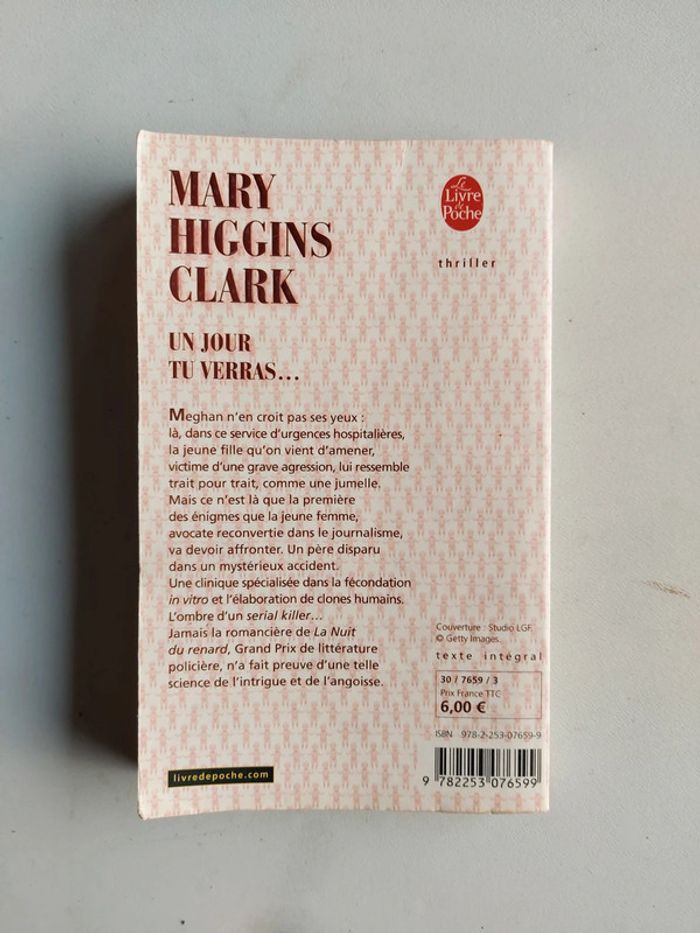 MARY
HIGGINS
CLARK
Le
Livre
de
Poche
thriller
UN JOUR
TU VERRAS...
Meghan n'en croit pas ses yeux :
là, dans ce service d'urgences hospitalières,
la jeune fille qu'on vient d'amener,
victime d'une grave agression, lui ressemble
trait pour trait, comme une jumelle.
Mais ce n'est là que la première
des énigmes que la jeune femme,
avocate reconvertie dans le journalisme,
va devoir affronter. Un père disparu
dans un mystérieux accident.
Une clinique spécialisée dans la fécondation
in vitro et l'élaboration de clones humains.
L'ombre d'un serial killer...
Jamais la romancière de La Nuit
du renard, Grand Prix de littérature
policière, n'a fait preuve d'une telle
science de l'intrigue et de l'angoisse.
livredepoche.com
Couverture : Studio LGF.
© Getty Images.
texte intégral
30 / 7659 / 3
Prix France TTC
6,00 €
ISBN 978-2-253-07659-9
9 782253 076599